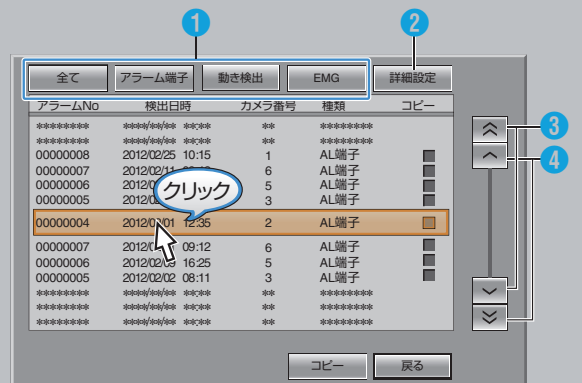 1 2
全て アラーム端子 動き検出 EMG 詳細設定
アラームNo 検出日時 カメラ番号 種類 コピー
******** ****/**/** **:** ** ********
******** ****/**/** **:** ** ********
00000008 2012/02/25 10:15 1 AL端子
00000007 6 AL端子
00000006 5 AL端子
00000005 3 AL端子
クリック
00000004 2 AL端子
00000007 09:12 6 AL端子
00000006 16:25 5 AL端子
00000005 2012/02/02 08:11 3 AL端子
******** ****/**/** **:** ** ********
******** ****/**/** **:** ** ********
******** ****/**/** **:** ** ********
3
4
コピー 戻る